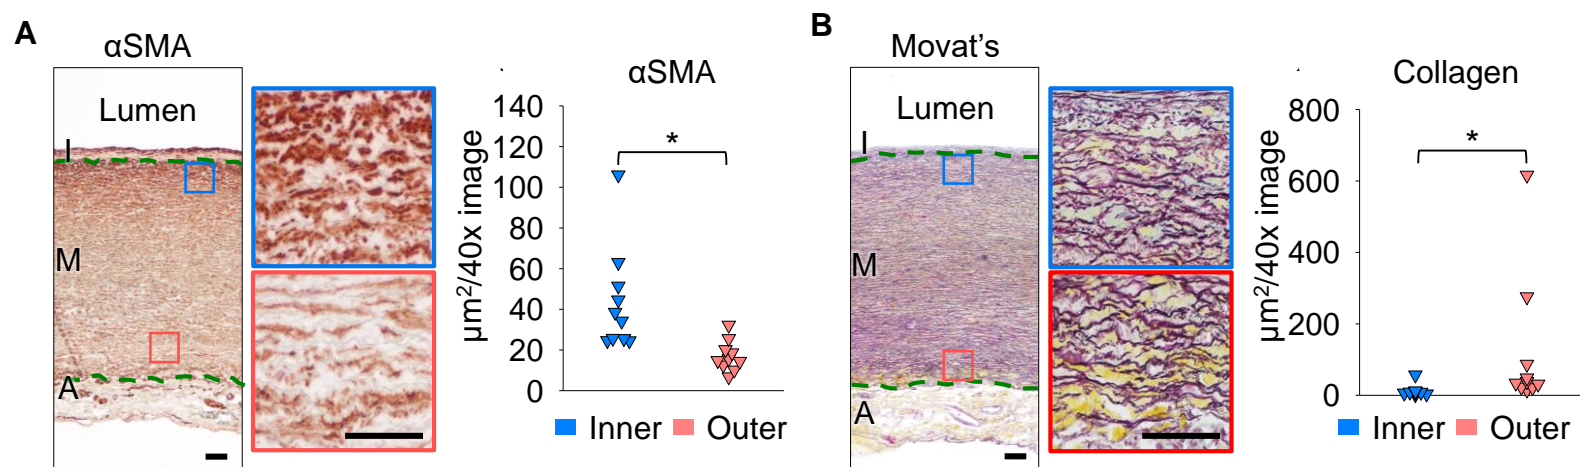 A
αSMA
Lumen
I
M
A
αSMA
μm²/40x image
140
120
100
80
60
40
20
0
*
Inner
Outer
B
Movat's
Lumen
I
M
A
Collagen
μm²/40x image
800
600
400
200
0
*
Inner
Outer